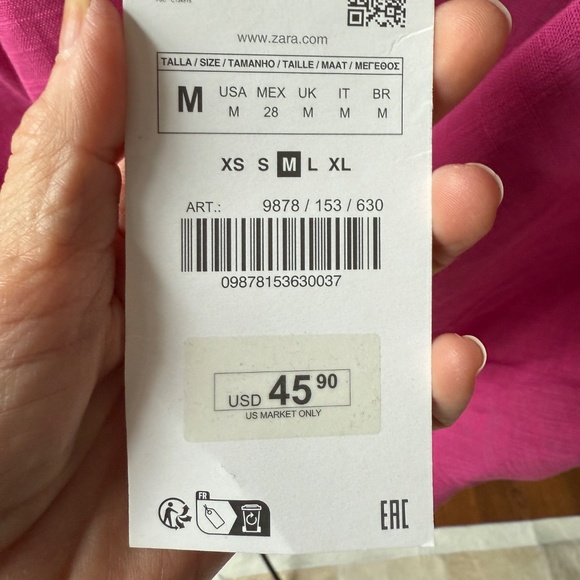 www.zara.com
TALLA / SIZE / TAMANHO / TAILLE / MAAT / ΜΕΓΕΘΟΣ
M
USA MEX UK IT BR
M 28 M M M
XS S M L XL
ART.: 9878 / 153 / 630
09878153630037
USD 45 90
US MARKET ONLY
FR
EAC